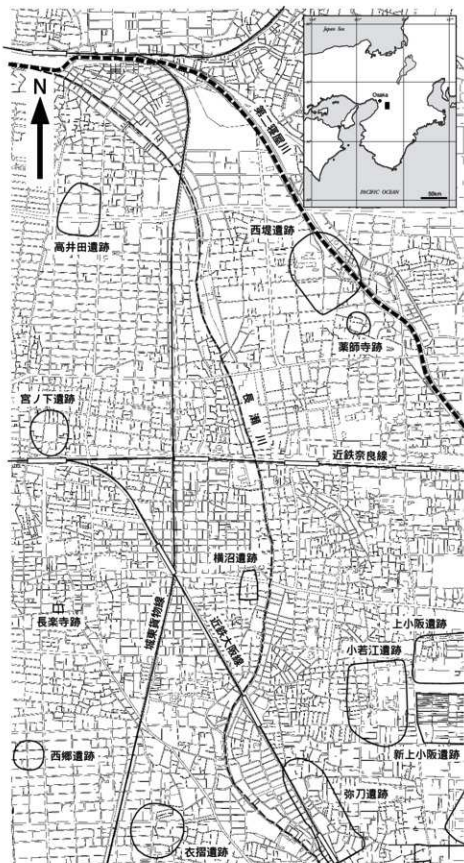 Japan Sea
Osaka
PACIFIC OCEAN
50km
N
第二寝屋川
高井田遺跡
西堤遺跡
薬師寺跡
宮ノ下遺跡
長瀬川
近鉄奈良線
横沼遺跡
長楽寺跡
城東貨物線
近鉄大阪線
上小阪遺跡
小若江遺跡
西郷遺跡
新上小阪遺跡
弥刀遺跡
衣摺遺跡